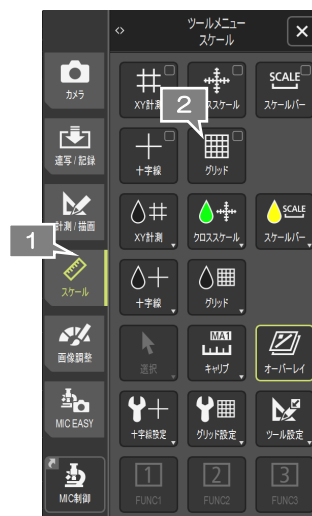 ツールメニュー
スケール
カメラ
連写/記録
計測/描画
スケール
画像調整
MIC EASY
MIC制御
1
2
XY計測
スケール
SCALE
スケールバー
十字線
グリッド
XY計測
クロススケール
SCALE
スケールバー
十字線
グリッド
選択
MA1
キャリブ
オーバーレイ
十字線設定
グリッド設定
ツール設定
1
FUNC1
2
FUNC2
3
FUNC3